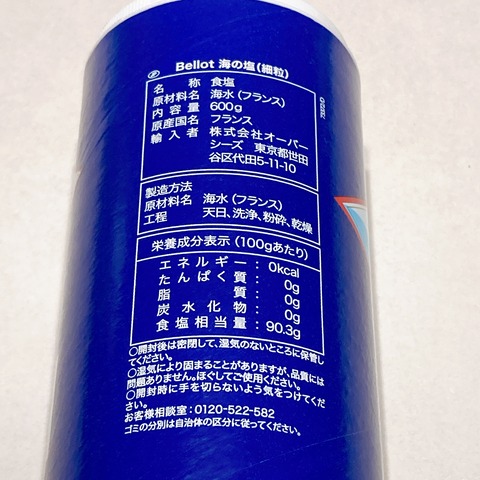 Bellot 海の塩(細粒)
名称 食塩
原材料名 海水(フランス)
内容量 600g
原産国名 フランス
輸入者 株式会社オーバー
シーズ 東京都世田
谷区代田5-11-10
製造方法
原材料名 海水(フランス)
工程 天日、洗浄、粉砕、乾燥
栄養成分表示(100gあたり)
エネルギー: 0kcal
たんぱく質: 0g
脂質: 0g
炭水化物: 0g
食塩相当量: 90.3g
○開封後は密閉して、湿気のないところに保管し
てください。
○湿気により固まることがありますが、品質には
問題ありません。ほぐしてご使用ください。
○開封時に手を切らないよう気をつけてくだ
さい。
お客様相談室:0120-522-582
ゴミの分別は自治体の区分に従ってください。